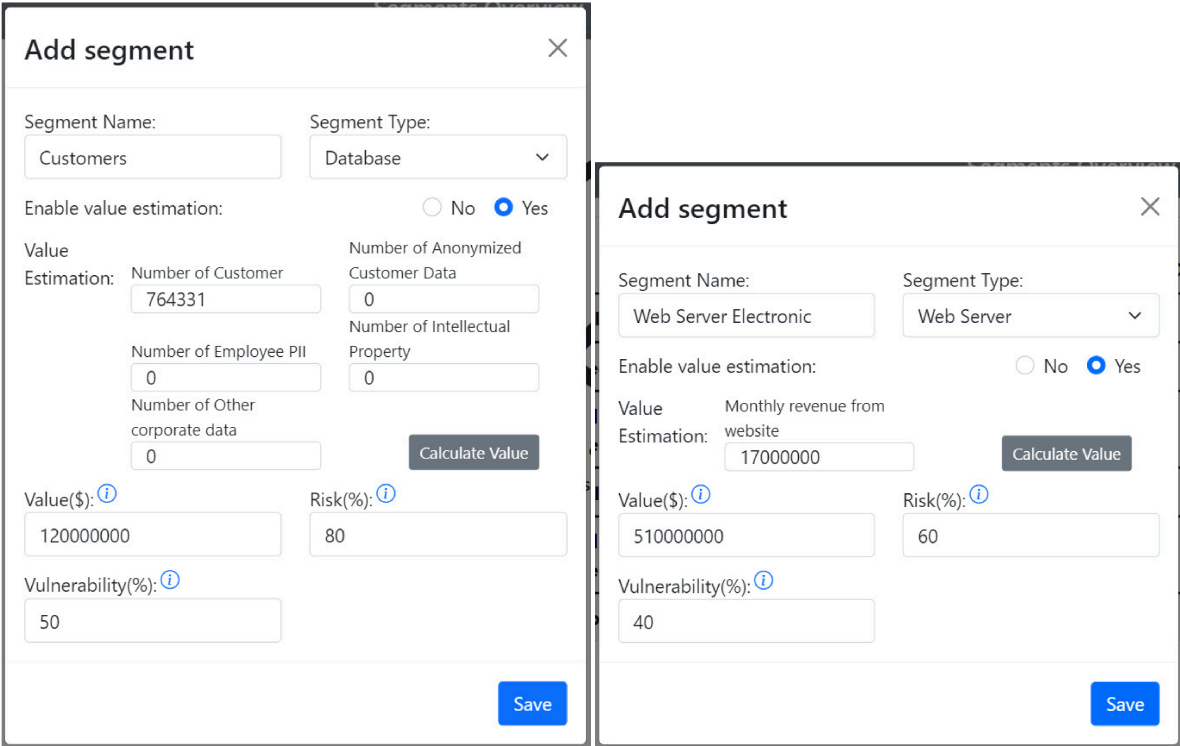 Segments Overview
Add segment
Segment Name:
Segment Type:
Customers
Database
Enable value estimation:
No
Yes
Value
Estimation:
Number of Customer
764331
Number of Anonymized
Customer Data
0
Number of Employee PII
0
Number of Intellectual
Property
0
Number of Other
corporate data
0
Calculate Value
Value($):
Risk(%):
120000000
80
Vulnerability(%):
50
Save
Segments Overview
Add segment
Segment Name:
Segment Type:
Web Server Electronic
Web Server
Enable value estimation:
No
Yes
Value
Estimation:
Monthly revenue from
website
17000000
Calculate Value
Value($):
Risk(%):
510000000
60
Vulnerability(%):
40
Save